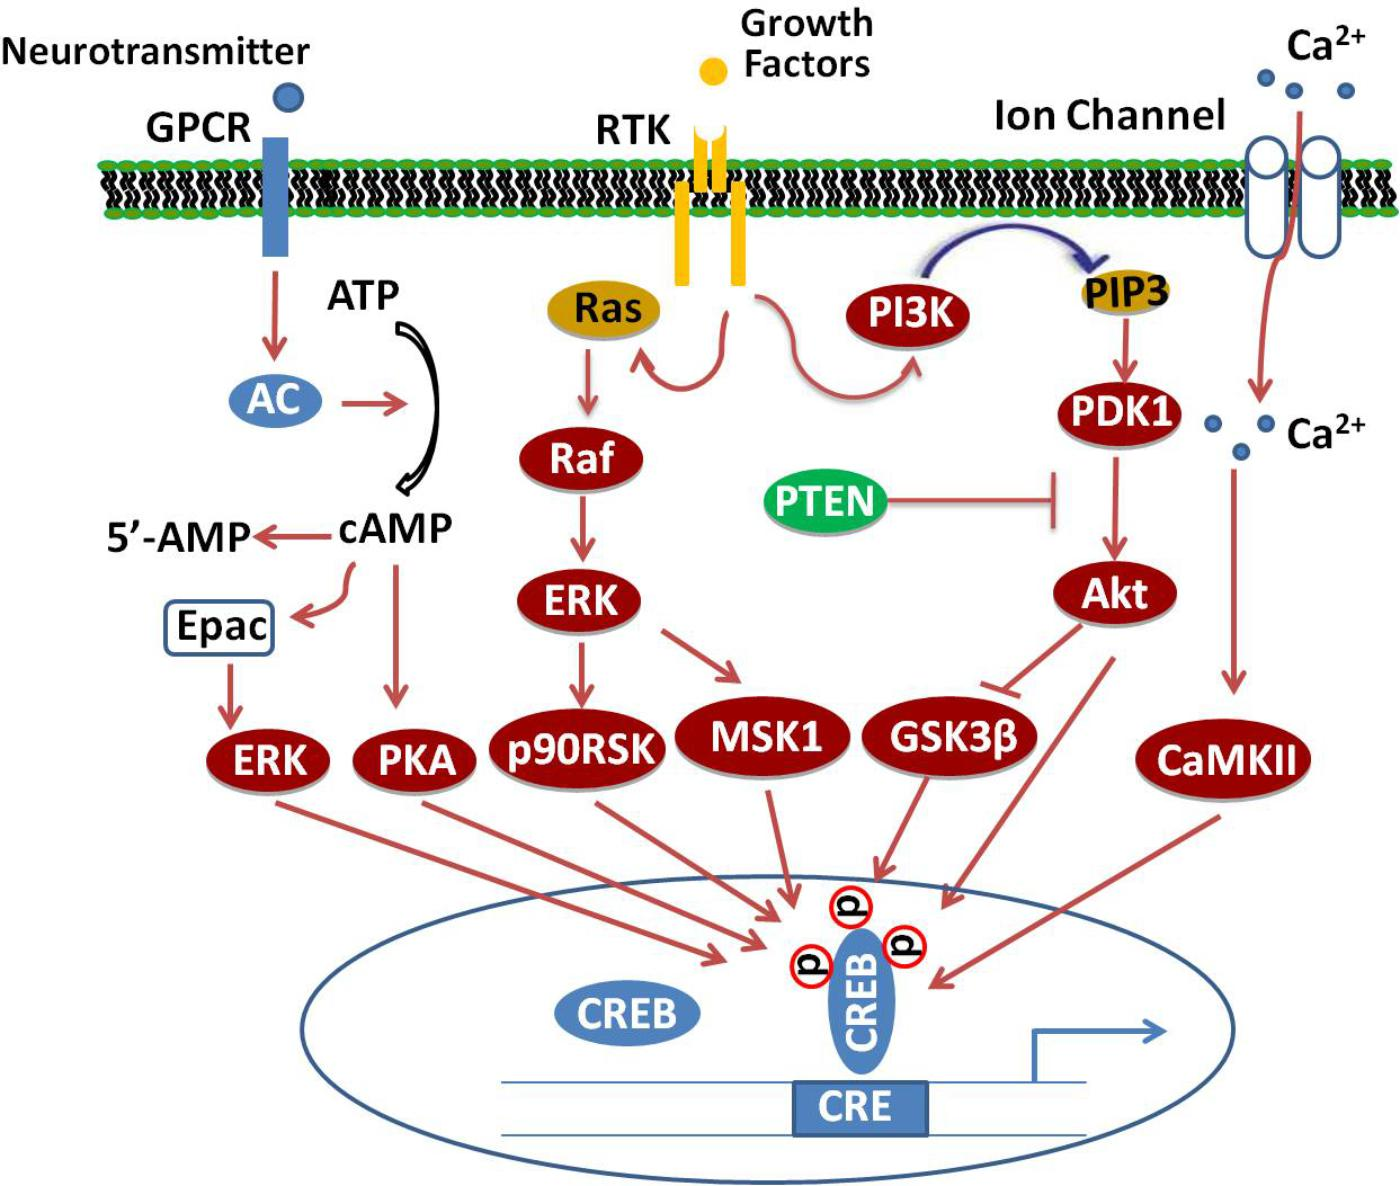 Growth
Factors
Neurotransmitter
Ca²⁺
GPCR
RTK
Ion Channel
ATP
Ras
PI3K
PIP3
AC
PDK1
Ca²⁺
Raf
PTEN
5’-AMP
cAMP
Epac
ERK
Akt
ERK
PKA
p90RSK
MSK1
GSK3β
CaMKII
p
p
p
CREB
CREB
CRE